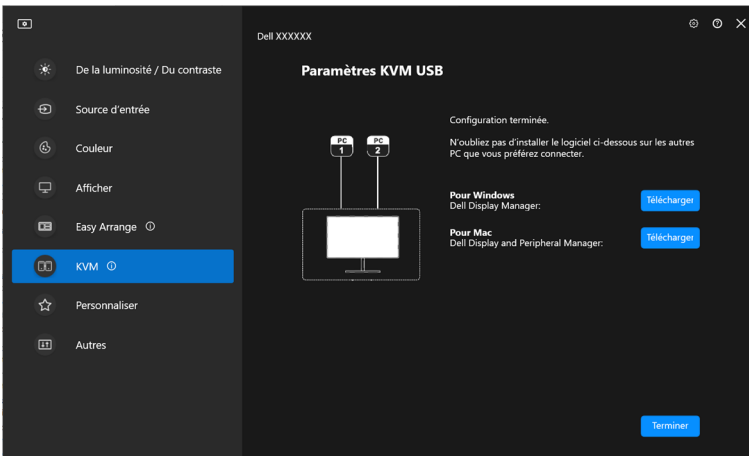 Dell XXXXXX
De la luminosité / Du contraste
Source d'entrée
Couleur
Afficher
Easy Arrange
KVM
Personnaliser
Autres
Paramètres KVM USB
PC
1
PC
2
Configuration terminée.
N'oubliez pas d'installer le logiciel ci-dessous sur les autres
PC que vous préférez connecter.
Pour Windows
Dell Display Manager:
Télécharger
Pour Mac
Dell Display and Peripheral Manager:
Télécharger
Terminer